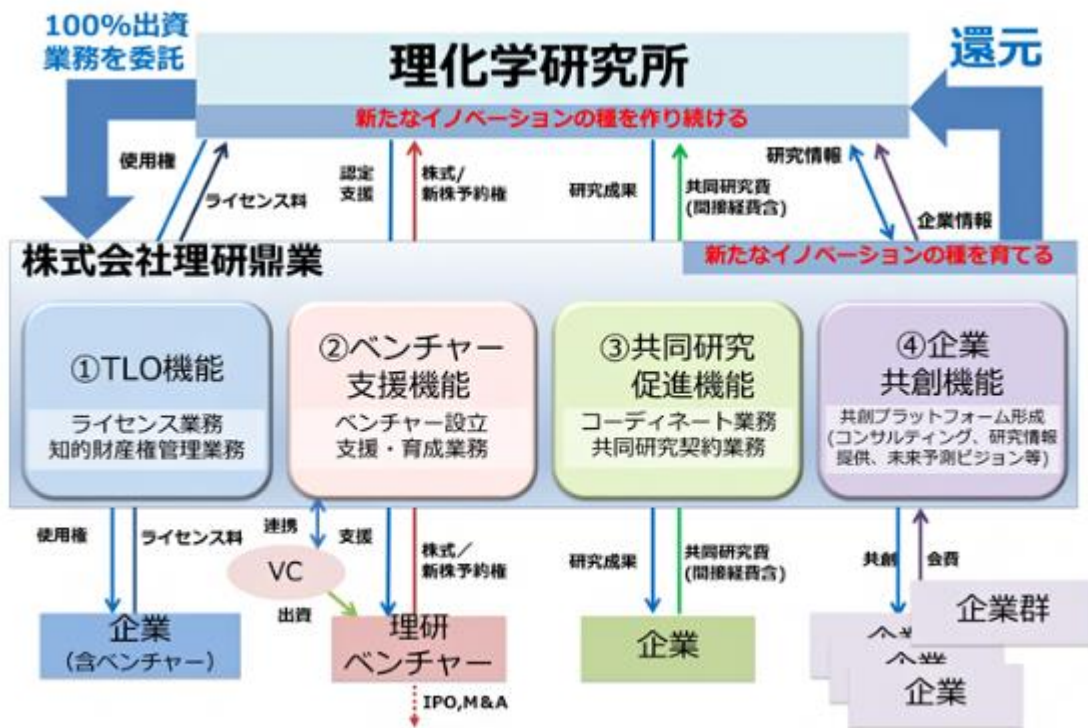 100%出資
業務を委託
理化学研究所
還元
新たなイノベーションの種を作り続ける
使用権
ライセンス料
認定
支援
株式/
新株予約権
研究成果
共同研究費
(間接経費含)
研究情報
企業情報
株式会社理研鼎業
新たなイノベーションの種を育てる
①TLO機能
ライセンス業務
知的財産権管理業務
②ベンチャー
支援機能
ベンチャー設立
支援・育成業務
③共同研究
促進機能
コーディネート業務
共同研究契約業務
④企業
共創機能
共創プラットフォーム形成
(コンサルティング、研究情報
提供、未来予測ビジョン等)
使用権
ライセンス料
連携
支援
株式／
新株予約権
研究成果
共同研究費
(間接経費含)
共創
会費
VC
出資
企業
（含ベンチャー）
理研
ベンチャー
企業
企業群
企業
企業
企業
IPO,M&A